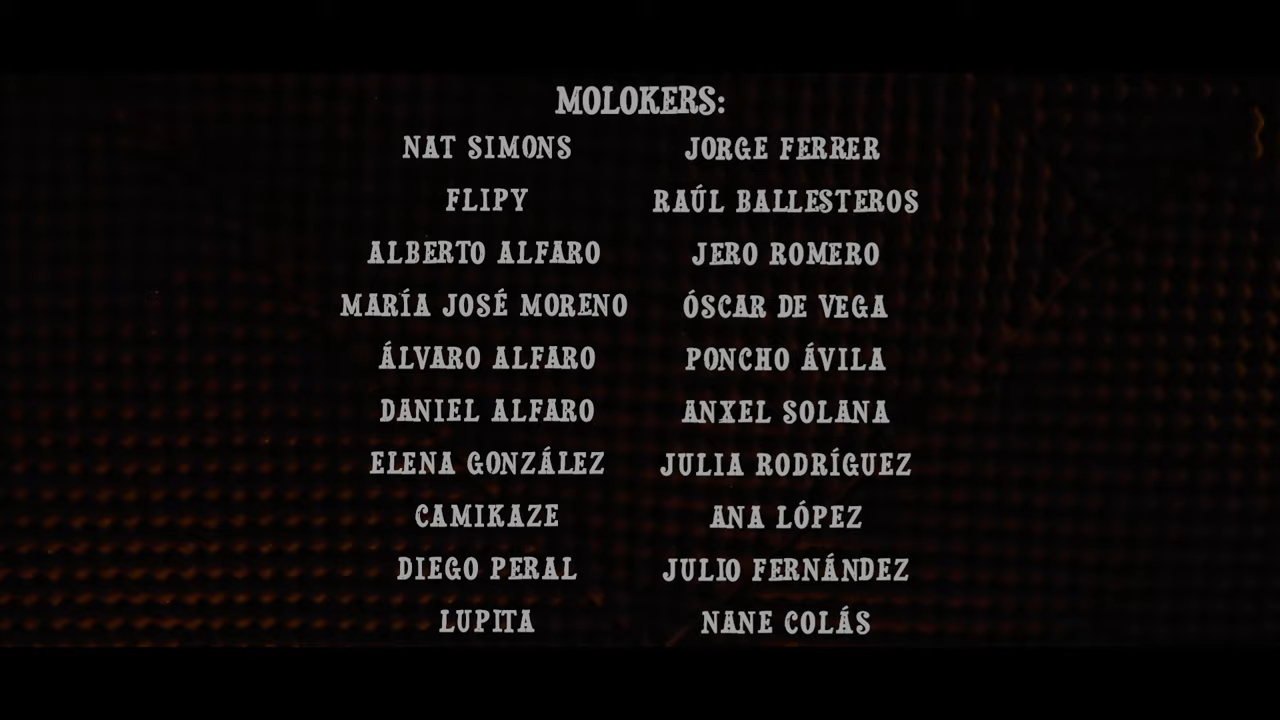 MOLOKERS:
NAT SIMONS JORGE FERRER
FLIPY RAÚL BALLESTEROS
ALBERTO ALFARO JERO ROMERO
MARÍA JOSÉ MORENO ÓSCAR DE VEGA
ÁLVARO ALFARO PONCHO ÁVILA
DANIEL ALFARO ANXEL SOLANA
ELENA GONZÁLEZ JULIA RODRÍGUEZ
CAMIKAZE ANA LÓPEZ
DIEGO PERAL JULIO FERNÁNDEZ
LUPITA NANE COLÁS